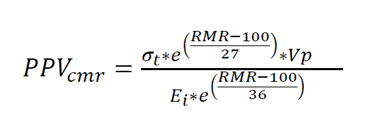 PPV_cmr = (σ_t * e^((RMR−100)/27) * Vp) / (E_i * e^((RMR−100)/36))